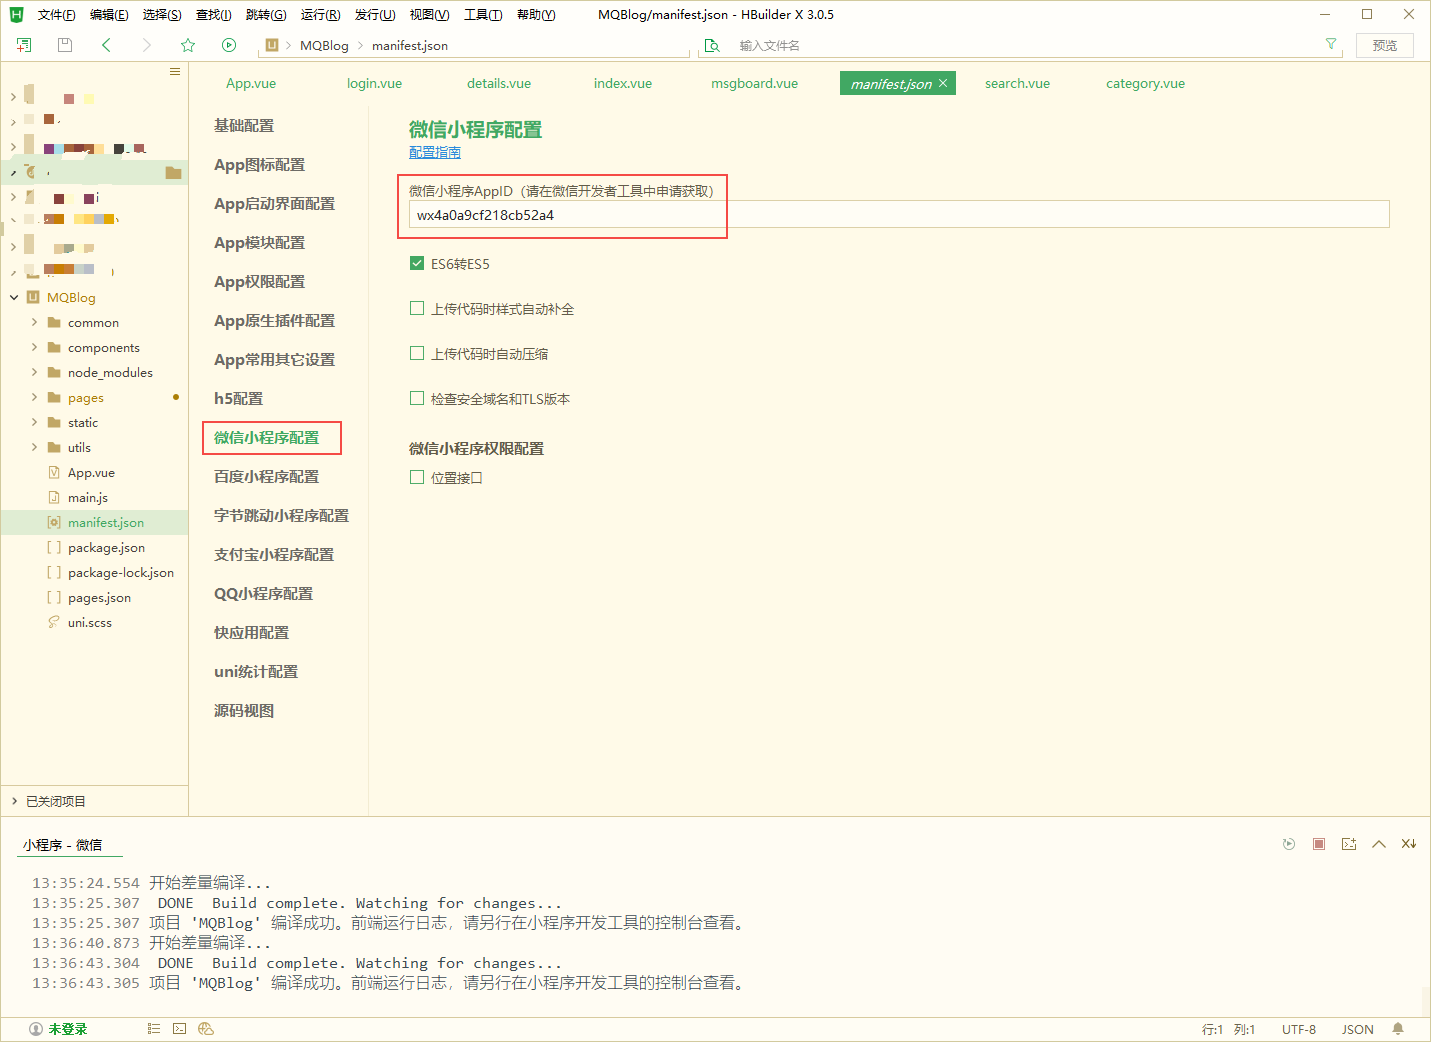 文件(F) 编辑(E) 选择(S) 查找(I) 跳转(G) 运行(R) 发行(U) 视图(V) 工具(T) 帮助(Y) MQBlog/manifest.json - HBuilder X 3.0.5
U MQBlog manifest.json 输入文件名 预览
App.vue login.vue details.vue index.vue msgboard.vue manifest.json search.vue category.vue
MQBlog
common
components
node_modules
pages
static
utils
App.vue
main.js
manifest.json
package.json
package-lock.json
pages.json
uni.scss
已关闭项目
基础配置
App图标配置
App启动界面配置
App模块配置
App权限配置
App原生插件配置
App常用其它设置
h5配置
微信小程序配置
百度小程序配置
字节跳动小程序配置
支付宝小程序配置
QQ小程序配置
快应用配置
uni统计配置
源码视图
微信小程序配置
配置指南
微信小程序AppID（请在微信开发者工具中申请获取）
wx4a0a9cf218cb52a4
ES6转ES5
上传代码时样式自动补全
上传代码时自动压缩
检查安全域名和TLS版本
微信小程序权限配置
位置接口
小程序 - 微信
13:35:24.554 开始差量编译...
13:35:25.307 DONE Build complete. Watching for changes...
13:35:25.307 项目 'MQBlog' 编译成功。前端运行日志，请另行在小程序开发工具的控制台查看。
13:36:40.873 开始差量编译...
13:36:43.304 DONE Build complete. Watching for changes...
13:36:43.305 项目 'MQBlog' 编译成功。前端运行日志，请另行在小程序开发工具的控制台查看。
未登录 行:1 列:1 UTF-8 JSON